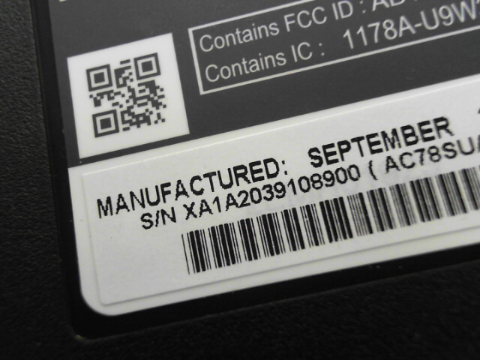 Contains FCC ID : 
Contains IC : 1178A-U9W
MANUFACTURED: SEPTEMBER
S/N XA1A2039108900 ( AC78SU